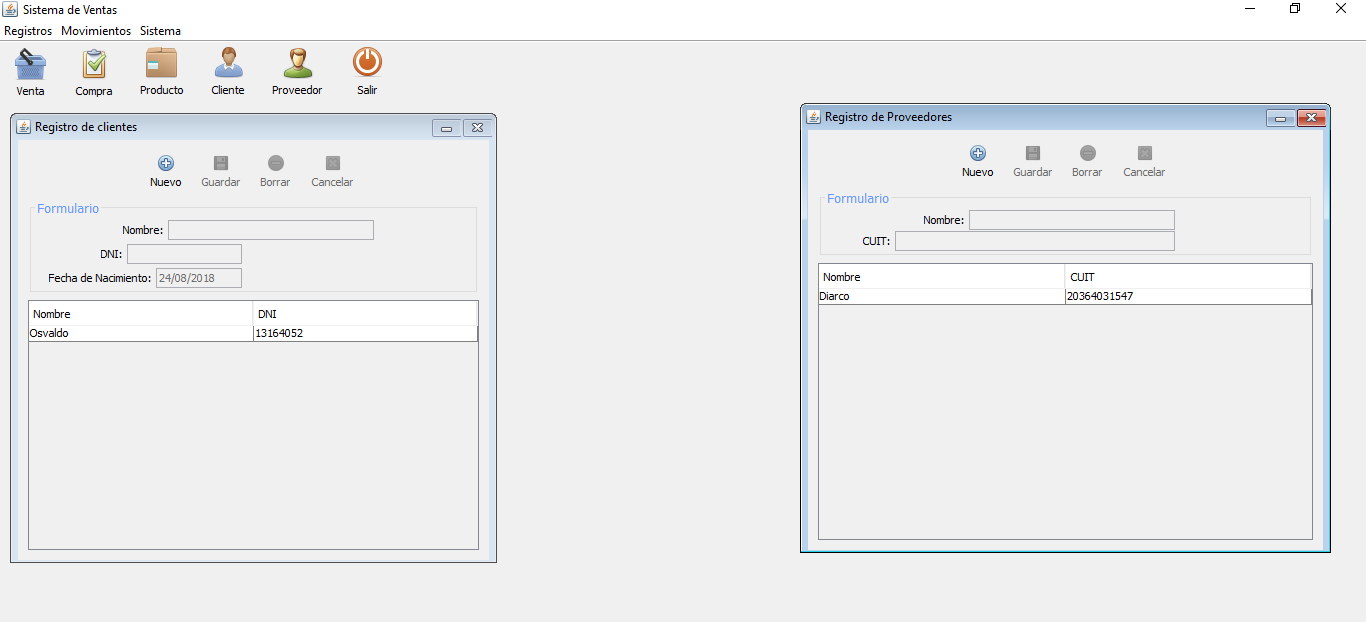 Sistema de Ventas
Registros Movimientos Sistema
Venta Compra Producto Cliente Proveedor Salir
Registro de clientes
Nuevo Guardar Borrar Cancelar
Formulario
Nombre:
DNI:
Fecha de Nacimiento: 24/08/2018
Nombre DNI
Osvaldo 13164052
Registro de Proveedores
Nuevo Guardar Borrar Cancelar
Formulario
Nombre:
CUIT:
Nombre CUIT
Diarco 20364031547